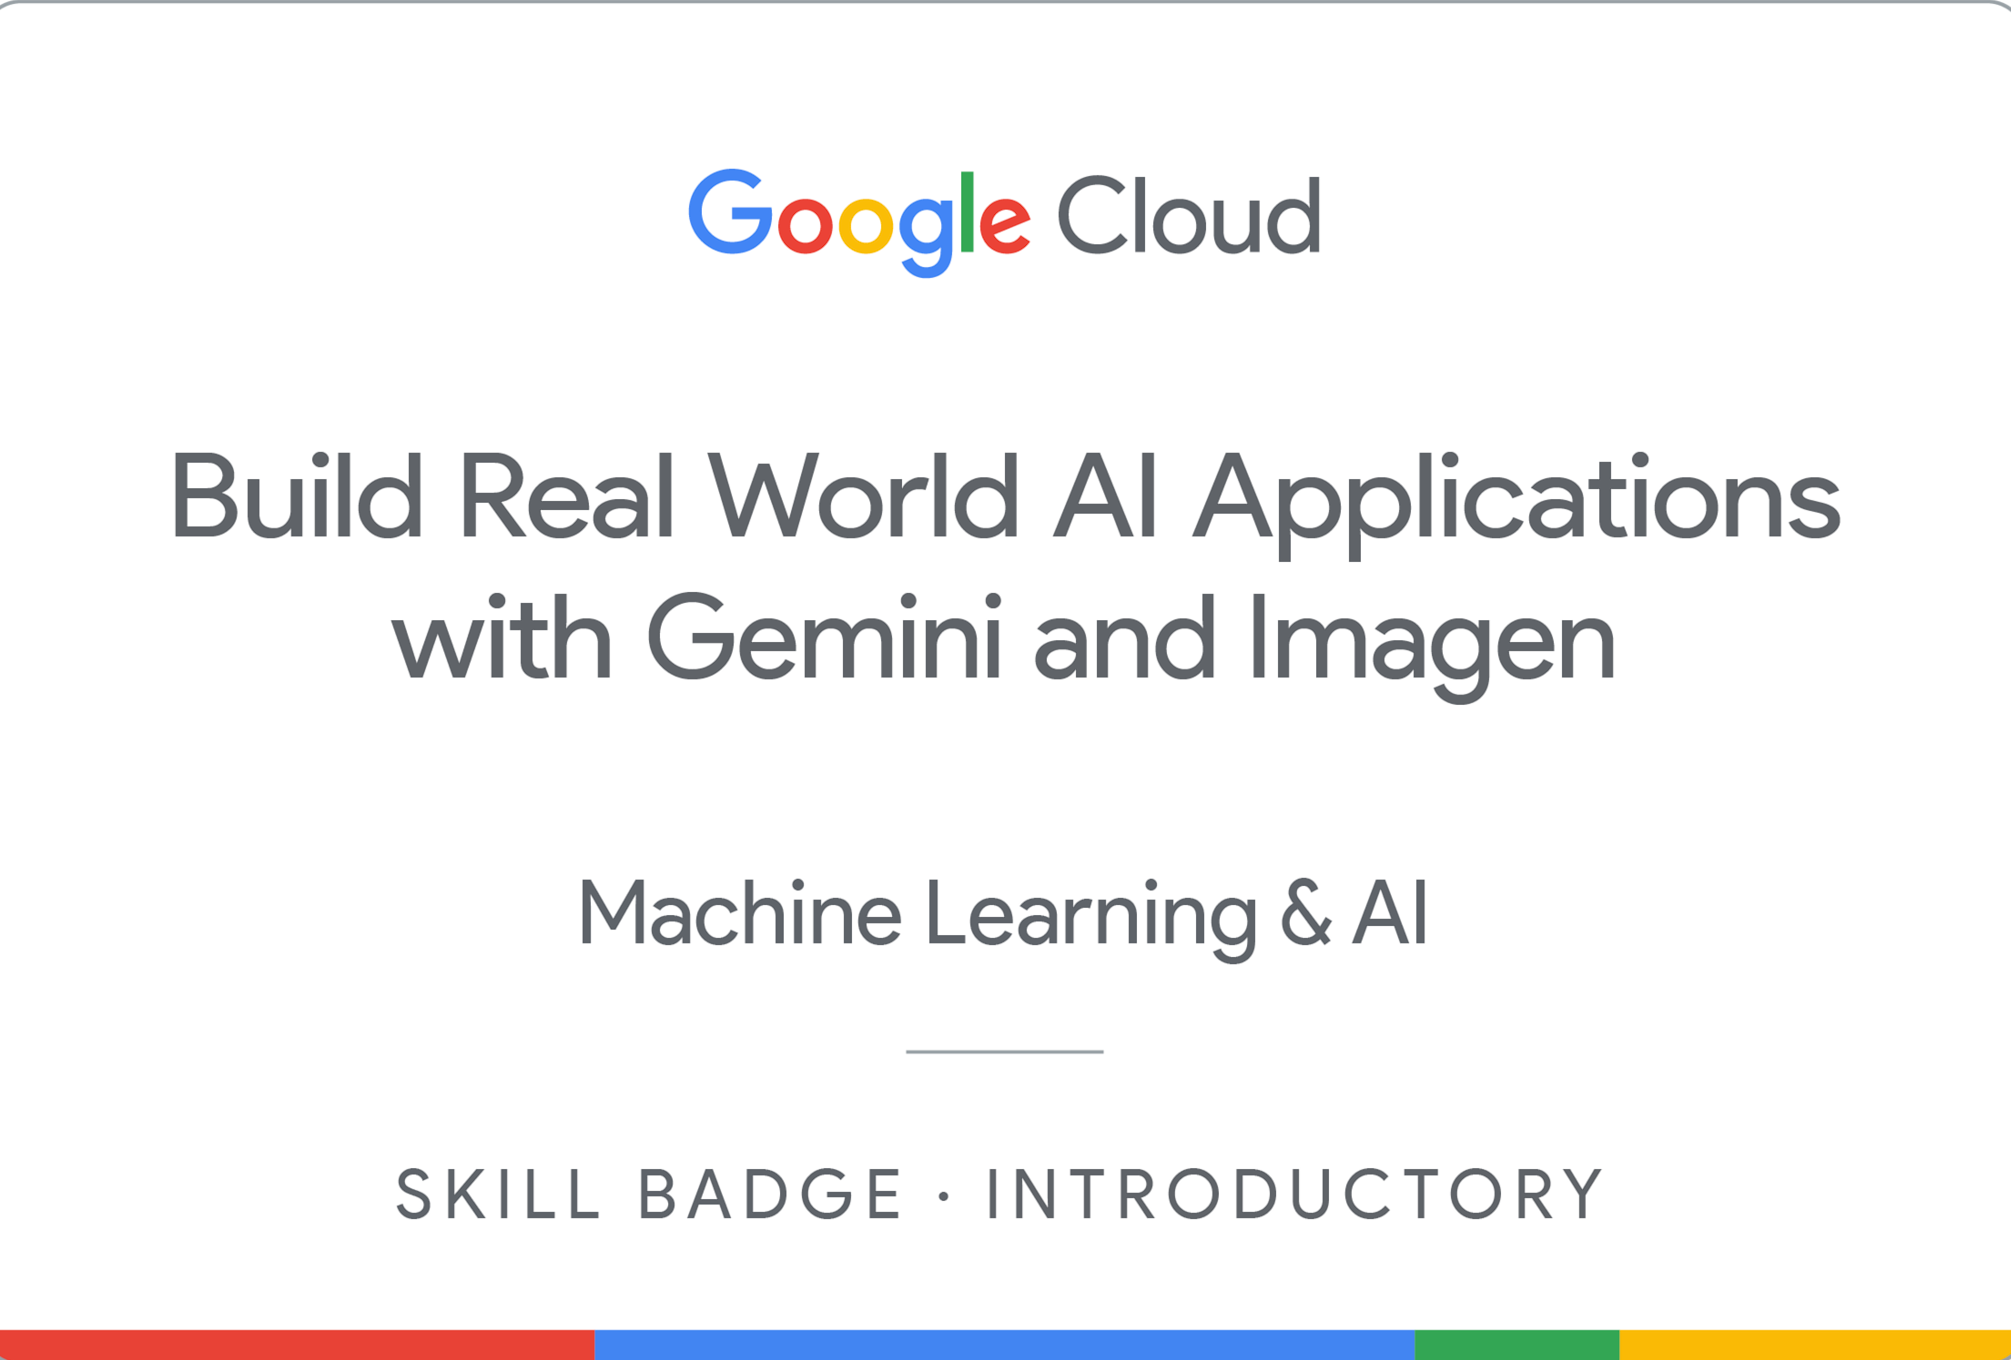 Google Cloud
Build Real World AI Applications
with Gemini and Imagen
Machine Learning & AI
SKILL BADGE · INTRODUCTORY